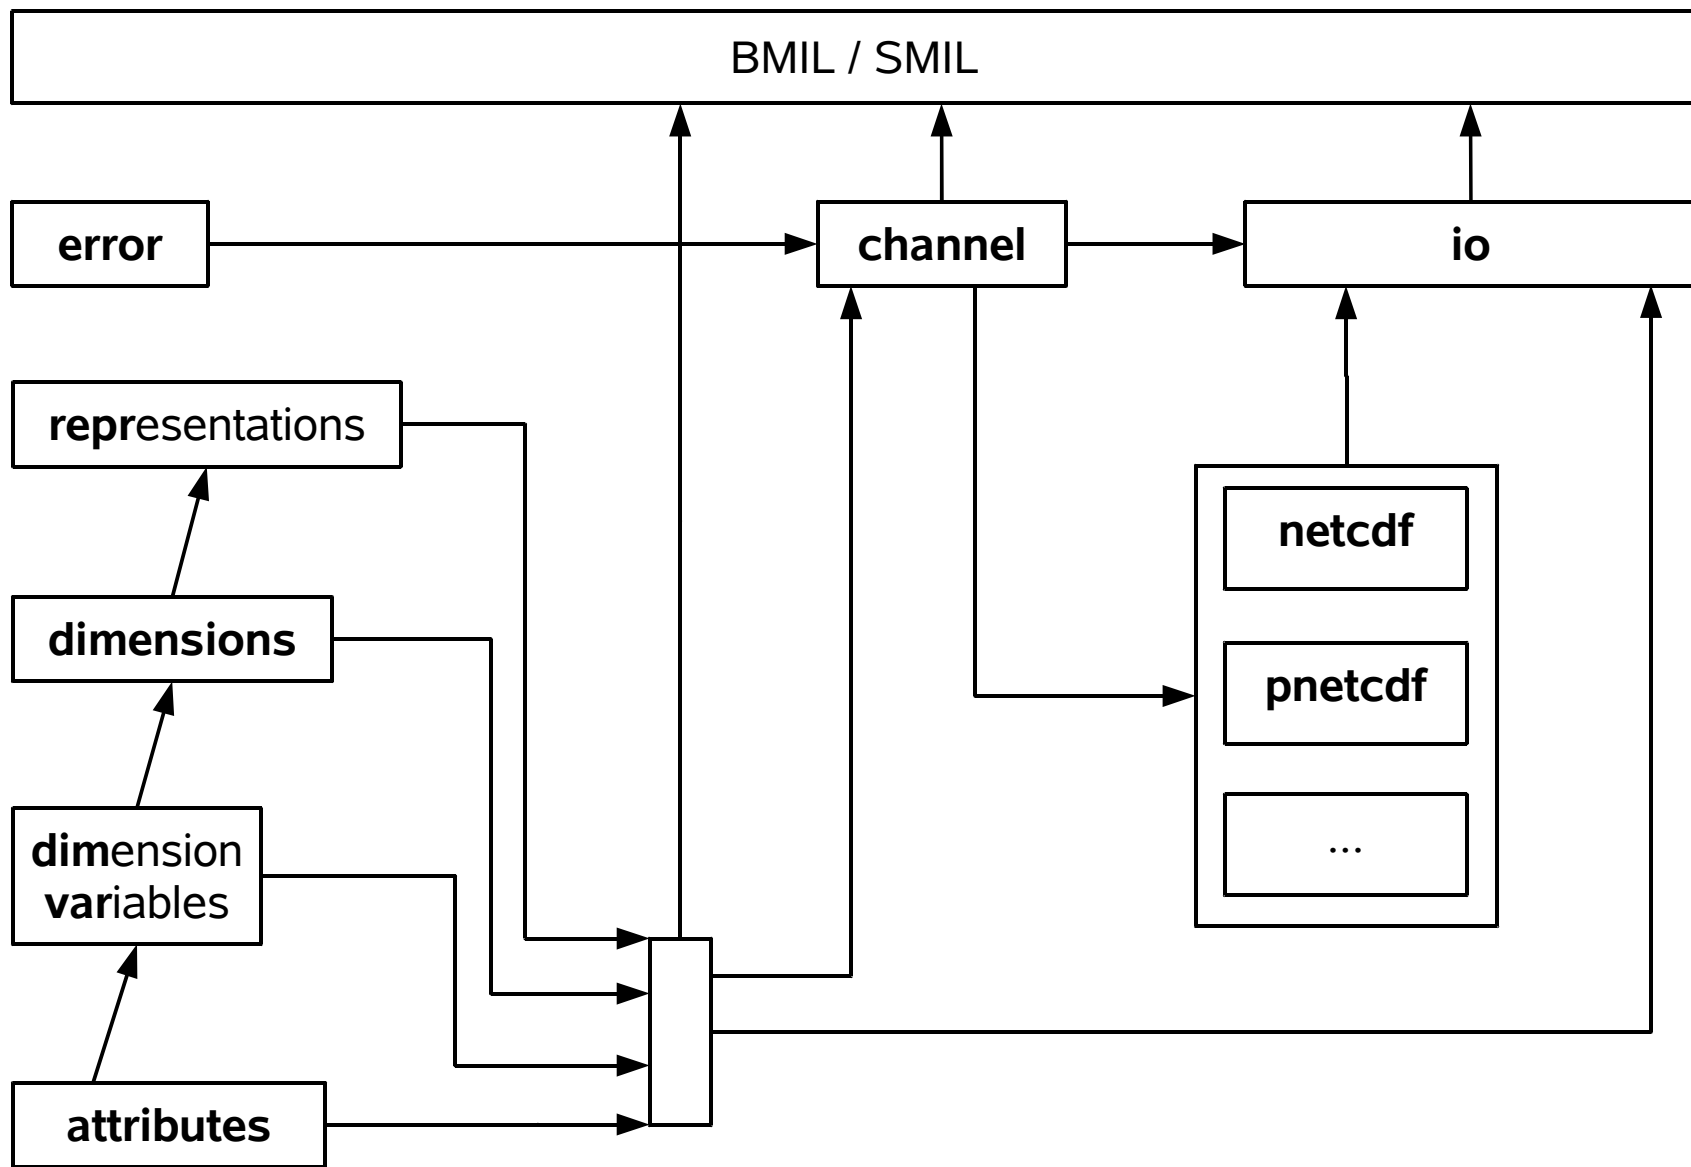 BMIL / SMIL
error
channel
io
representations
netcdf
dimensions
pnetcdf
dimension
variables
...
attributes